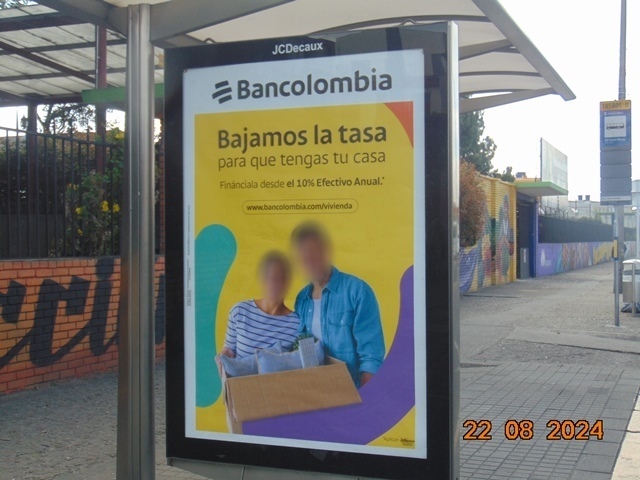 JCDecaux
Bancolombia
Bajamos la tasa
para que tengas tu casa
Fináncialа desde el 10% Efectivo Anual.*
www.bancolombia.com/vivienda
22 08 2024